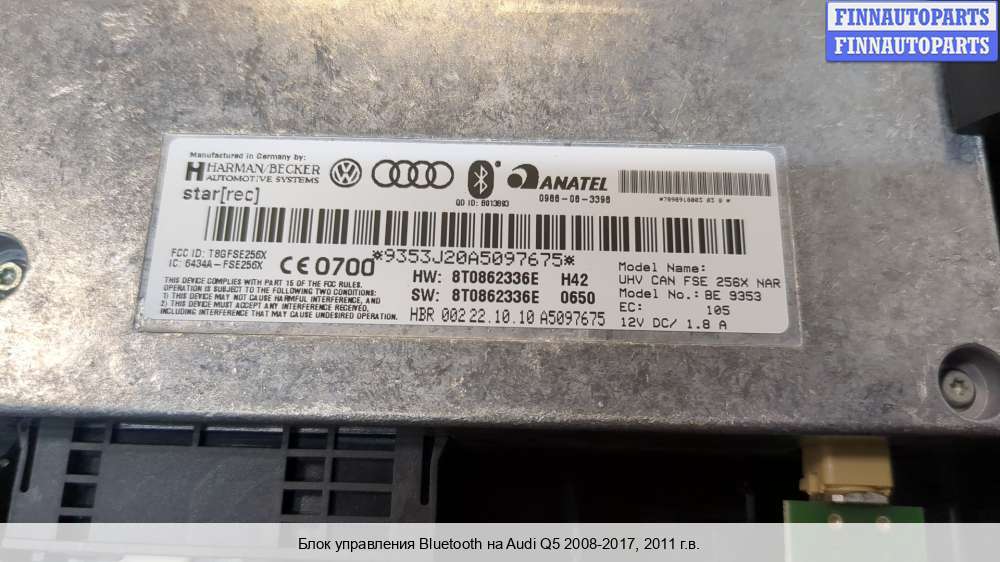 FINNAUTOPARTS
FINNAUTOPARTS
Manufactured in Germany by:
HARMAN/BECKER
AUTOMOTIVE SYSTEMS
star[rec]
QD ID: B013693
ANATEL
0986-08-3396
FCC ID: T8GFSE256X
IC: 6434A-FSE256X
CE 0700
*9353J20A5097675*
THIS DEVICE COMPLIES WITH PART 15 OF THE FCC RULES.
OPERATION IS SUBJECT TO THE FOLLOWING TWO CONDITIONS:
1) THIS DEVICE MAY NOT CAUSE HARMFUL INTERFERENCE, AND
2) THIS DEVICE MUST ACCEPT ANY INTERFERENCE RECEIVED,
INCLUDING INTERFERENCE THAT MAY CAUSE UNDESIRED OPERATION.
HW: 8T0862336E H42
SW: 8T0862336E 0650
HBR 002 22.10.10 A5097675
Model Name:
UHV CAN FSE 256X NAR
Model No.: BE 9353
EC: 105
12V DC/ 1.8 A
Блок управления Bluetooth на Audi Q5 2008-2017, 2011 г.в.